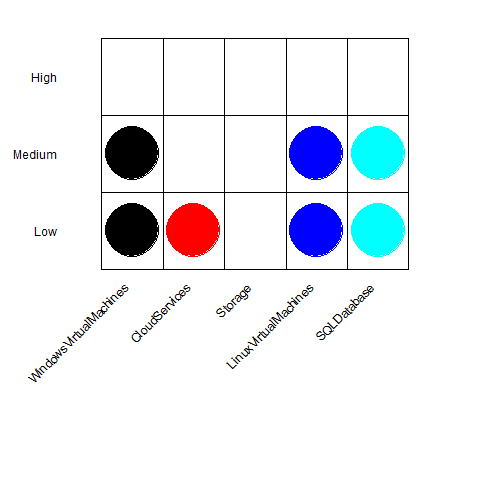 High
Medium
Low
WindowsVirtualMachines
CloudServices
Storage
LinuxVirtualMachines
SQLDatabase